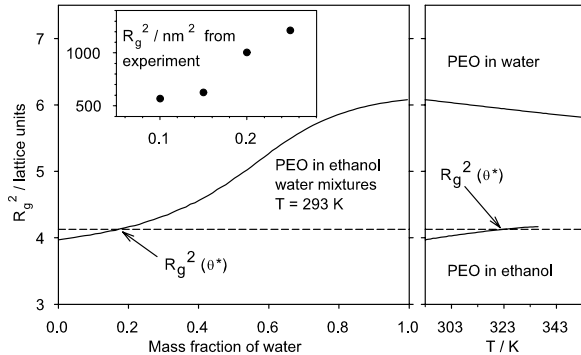 R_g^2 / nm^2 from
experiment
1000
500
0.1
0.2
7
6
5
4
3
R_g^2 / lattice units
PEO in ethanol
water mixtures
T = 293 K
R_g^2 (θ*)
0.0
0.2
0.4
0.6
0.8
1.0
Mass fraction of water
PEO in water
R_g^2 (θ*)
PEO in ethanol
303
323
343
T / K